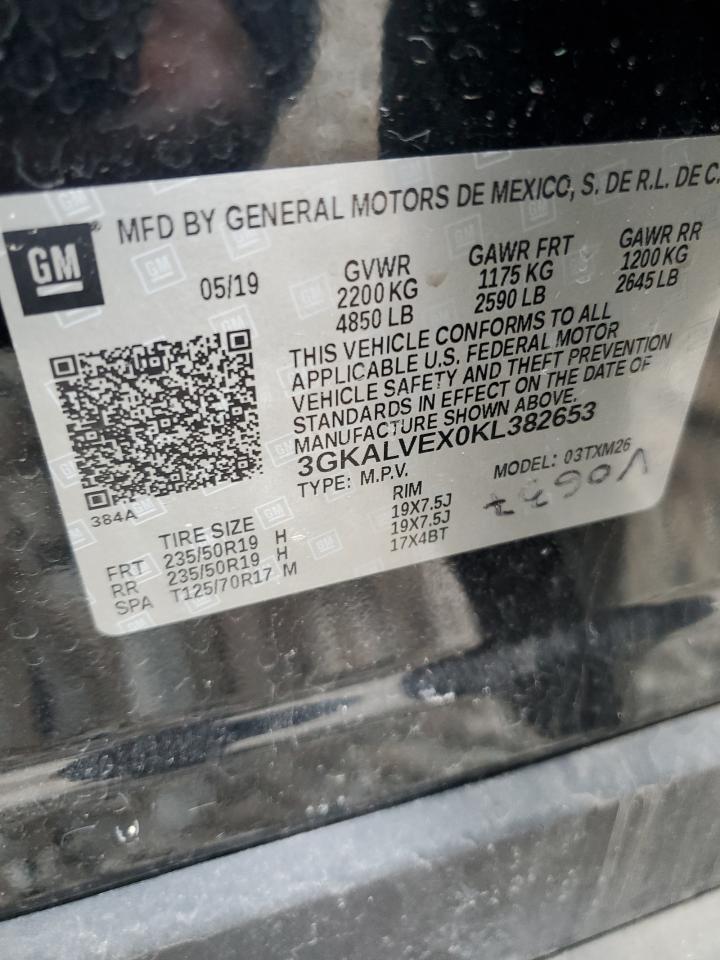 GM
MFD BY GENERAL MOTORS DE MEXICO, S. DE R.L. DE C.
05/19
GVWR
2200 KG
4850 LB
GAWR FRT
1175 KG
2590 LB
GAWR RR
1200 KG
2645 LB
THIS VEHICLE CONFORMS TO ALL
APPLICABLE U.S. FEDERAL MOTOR
VEHICLE SAFETY AND THEFT PREVENTION
STANDARDS IN EFFECT ON THE DATE OF
MANUFACTURE SHOWN ABOVE.
3GKALVEX0KL382653
TYPE: M.P.V.
MODEL: 03TXM26
384A
TIRE SIZE
RIM
FRT 235/50R19 H 19X7.5J
RR 235/50R19 H 19X7.5J
SPA T125/70R17 M 17X4BT